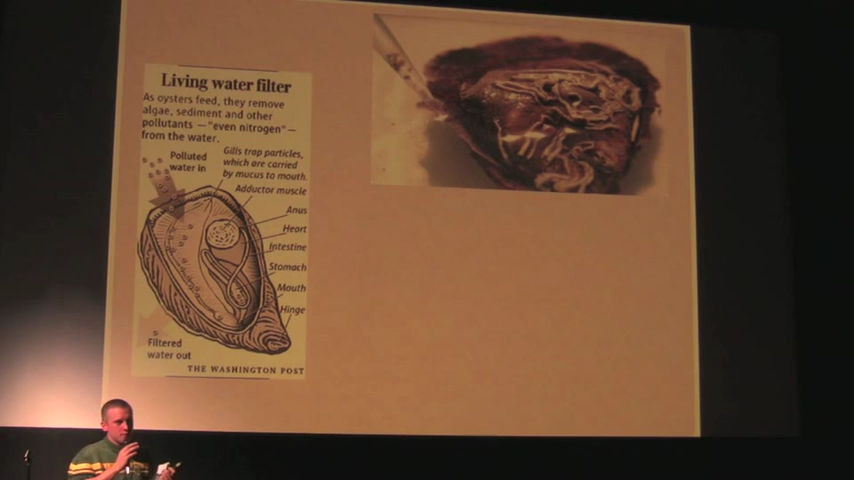 Living water filter
As oysters feed, they remove
algae, sediment and other
pollutants — "even nitrogen" —
from the water.
Polluted
water in
Gills trap particles,
which are carried
by mucus to mouth.
Adductor muscle
Anus
Heart
Intestine
Stomach
Mouth
Hinge
Filtered
water out
THE WASHINGTON POST